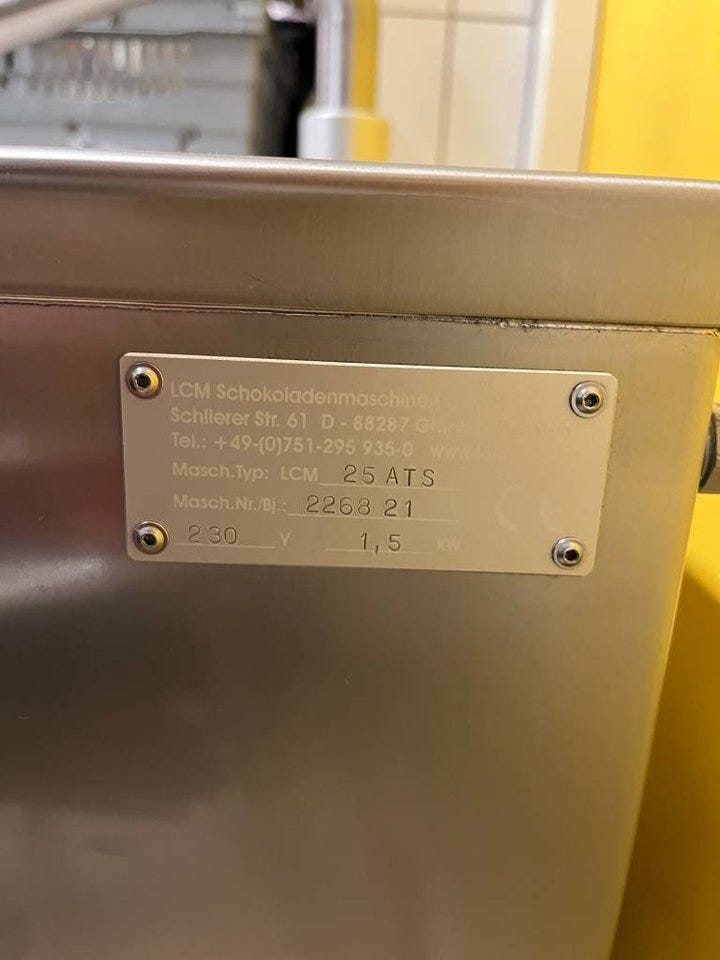 LCM Schokoladenmaschinen
Schlierer Str. 61 D - 88287
Tel.: +49-(0)751-295 935-0
Masch.Typ: LCM 25 ATS
Masch.Nr./Bj.: 2268 21
230 V 1,5 KW
CE